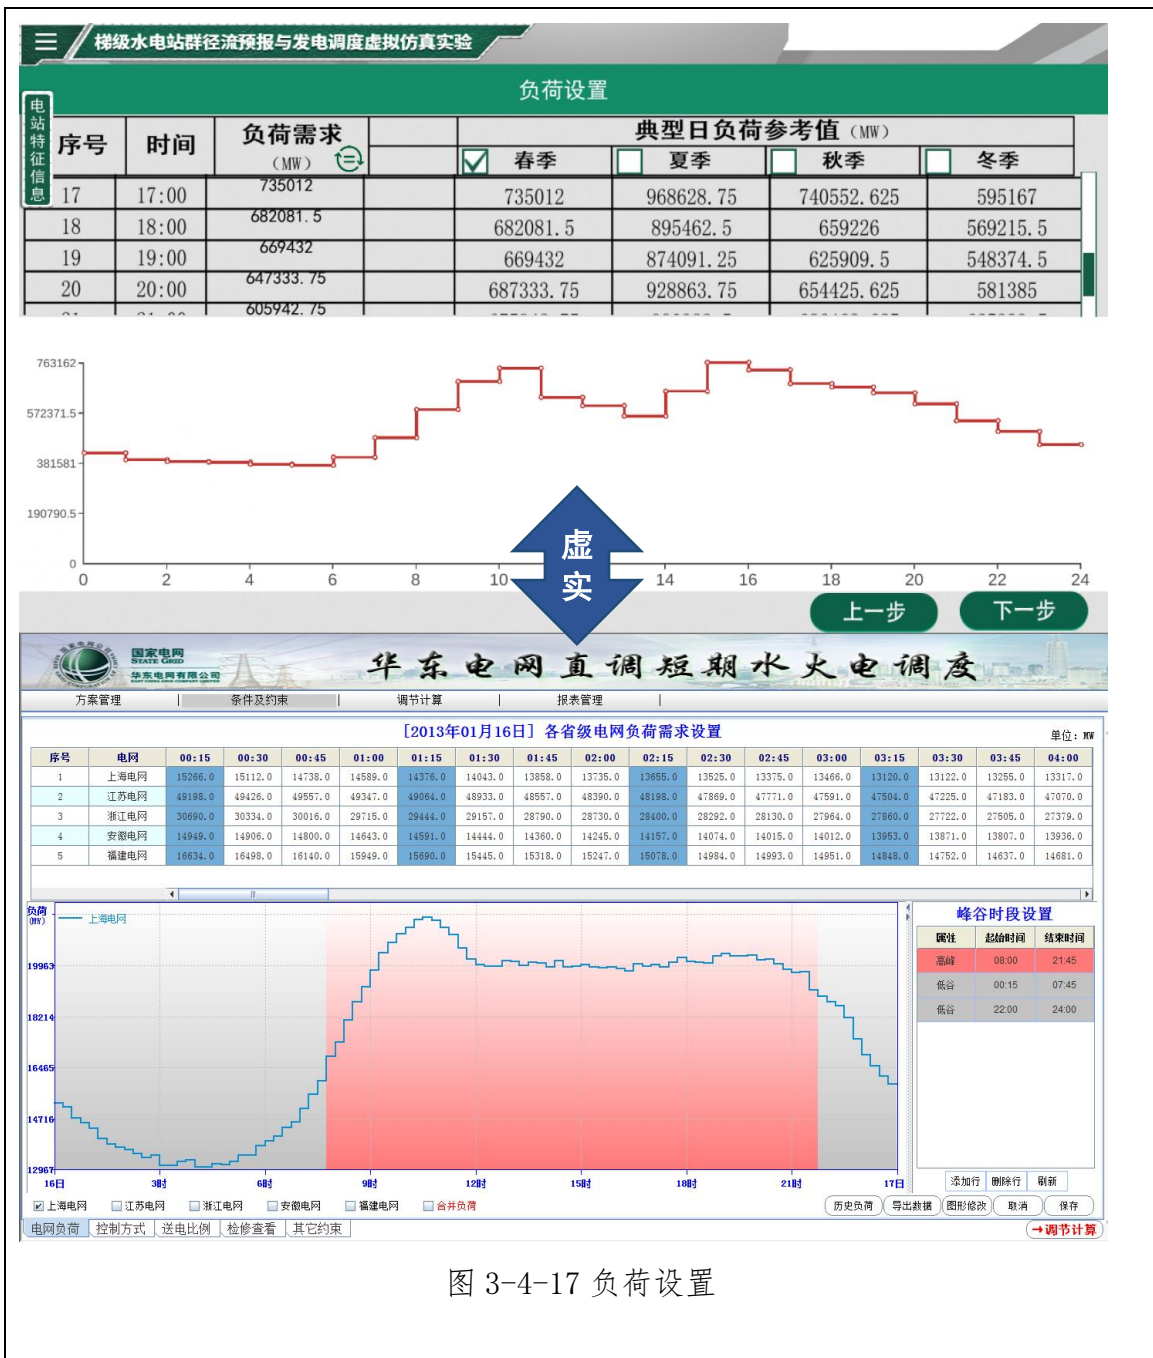 梯级水电站群径流预报与发电调度虚拟仿真实验
负荷设置
电站特征信息
序号 时间 负荷需求 (MW) 典型日负荷参考值 (MW)
春季 夏季 秋季 冬季
17 17:00 735012 735012 968628.75 740552.625 595167
18 18:00 682081.5 682081.5 895462.5 659226 569215.5
19 19:00 669432 669432 874091.25 625909.5 548374.5
20 20:00 647333.75 687333.75 928863.75 654425.625 581385
605942.75
763162
572371.5
381581
190790.5
0
0 2 4 6 8 10 14 16 18 20 22 24
虚
实
上一步 下一步
国家电网
STATE GRID
华东电网有限公司
华东电网直调短期水火电调度
方案管理 | 条件及约束 | 调节计算 | 报表管理 |
[2013年01月16日] 各省级电网负荷需求设置
单位: MW
序号 电网 00:15 00:30 00:45 01:00 01:15 01:30 01:45 02:00 02:15 02:30 02:45 03:00 03:15 03:30 03:45 04:00
1 上海电网 15266.0 15112.0 14738.0 14589.0 14376.0 14043.0 13858.0 13735.0 13655.0 13525.0 13375.0 13466.0 13120.0 13122.0 13255.0 13317.0
2 江苏电网 49198.0 49426.0 49557.0 49347.0 49064.0 48933.0 48557.0 48390.0 48198.0 47869.0 47771.0 47591.0 47504.0 47225.0 47183.0 47070.0
3 浙江电网 30690.0 30334.0 30016.0 29715.0 29444.0 29157.0 28790.0 28730.0 28400.0 28292.0 28130.0 27964.0 27860.0 27722.0 27505.0 27379.0
4 安徽电网 14949.0 14906.0 14800.0 14643.0 14591.0 14444.0 14360.0 14245.0 14157.0 14074.0 14015.0 14012.0 13953.0 13871.0 13807.0 13936.0
5 福建电网 16634.0 16498.0 16140.0 15949.0 15690.0 15445.0 15318.0 15247.0 15078.0 14984.0 14993.0 14951.0 14848.0 14752.0 14637.0 14681.0
负荷
(MW)
上海电网
19963
18214
16465
14716
12967
16日 3时 6时 9时 12时 15时 18时 21时 17日
峰谷时段设置
属性 起始时间 结束时间
高峰 08:00 21:45
低谷 00:15 07:45
低谷 22:00 24:00
添加行 删除行 刷新
上海电网 江苏电网 浙江电网 安徽电网 福建电网 合并负荷
历史负荷 导出数据 图形修改 取消 保存
电网负荷 控制方式 送电比例 检修查看 其它约束
→调节计算
图 3-4-17 负荷设置